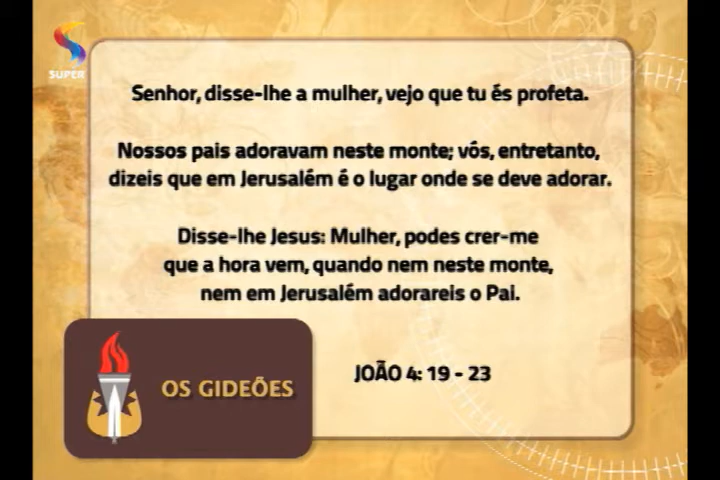 SUPER
Senhor, disse-lhe a mulher, vejo que tu és profeta.
Nossos pais adoravam neste monte; vós, entretanto,
dizeis que em Jerusalém é o lugar onde se deve adorar.
Disse-lhe Jesus: Mulher, podes crer-me
que a hora vem, quando nem neste monte,
nem em Jerusalém adorareis o Pai.
OS GIDEÕES
JOÃO 4: 19 - 23